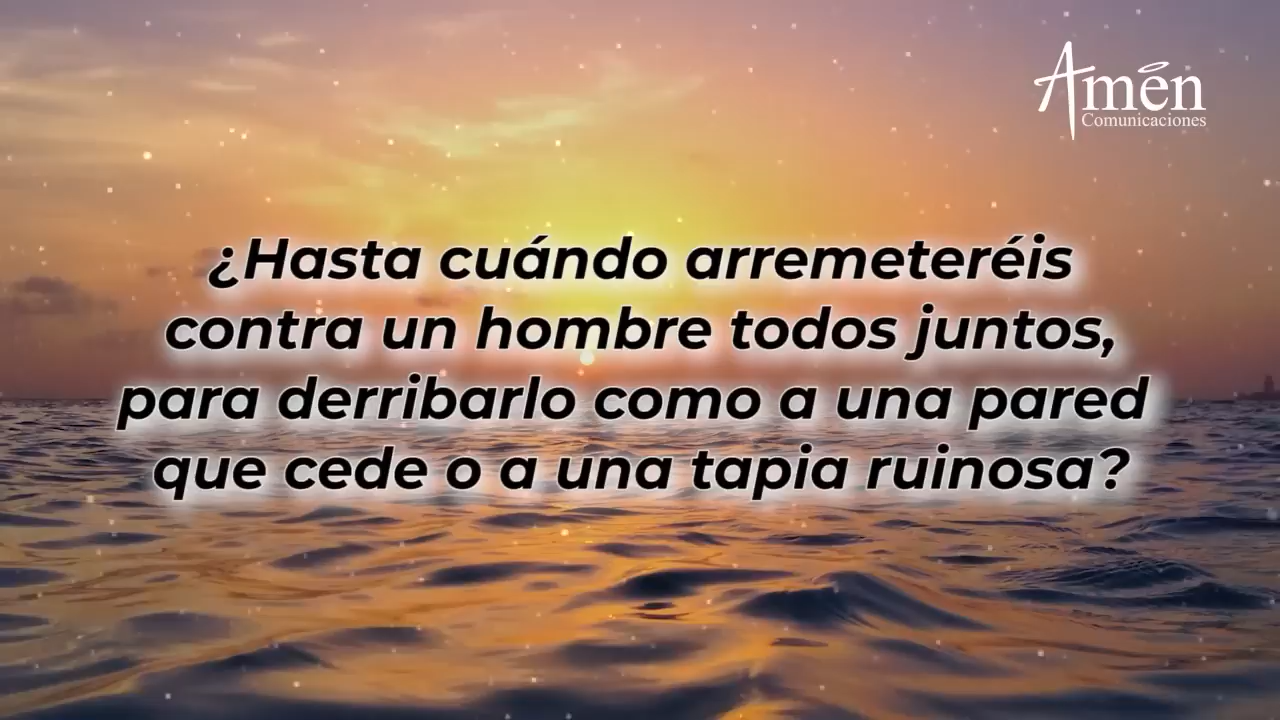 Amén
Comunicaciones
¿Hasta cuándo arremeteréis
contra un hombre todos juntos,
para derribarlo como a una pared
que cede o a una tapia ruinosa?